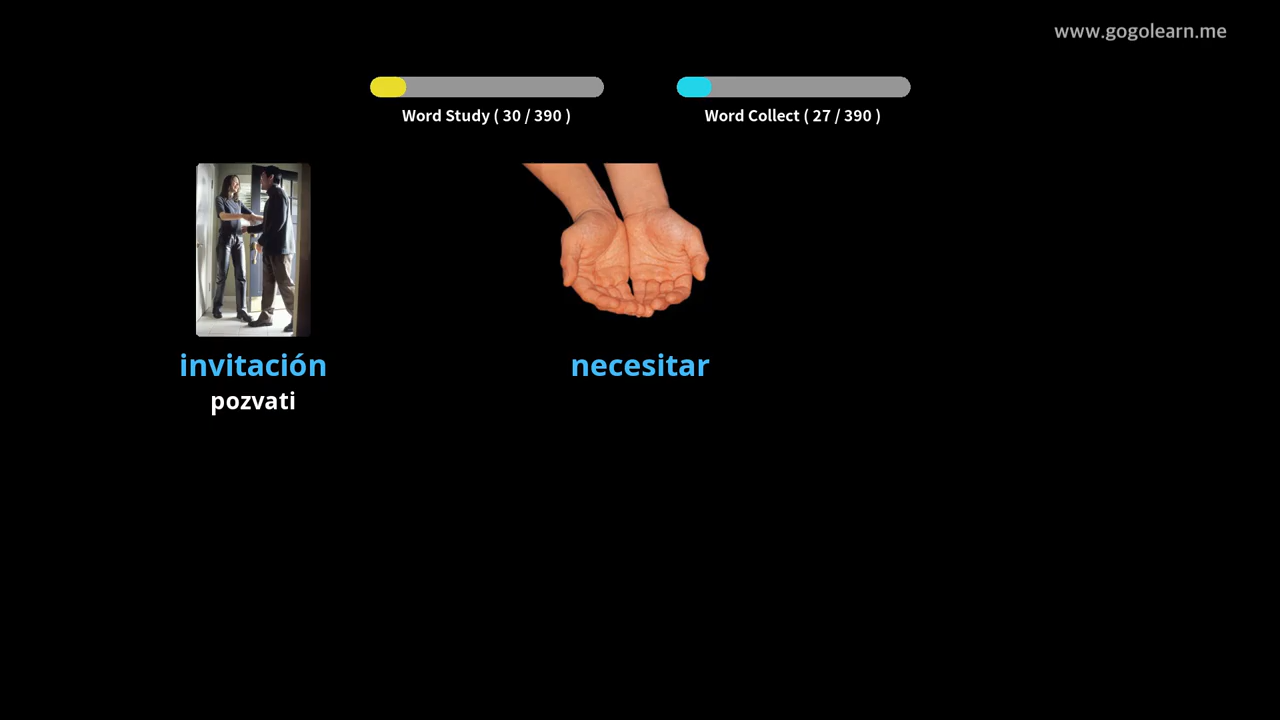 www.gogolearn.me
Word Study ( 30 / 390 )
Word Collect ( 27 / 390 )
invitación
necesitar
pozvati